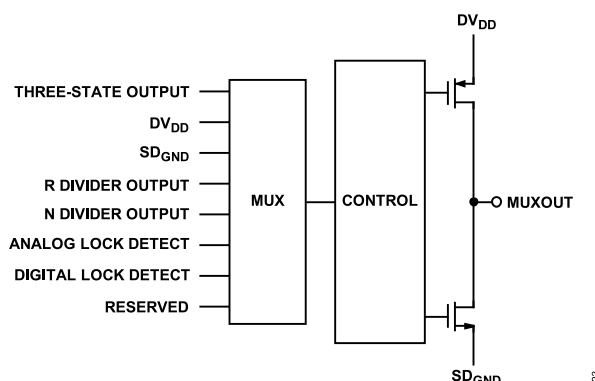 DVDD
THREE-STATE OUTPUT
DVDD
SDGND
R DIVIDER OUTPUT
N DIVIDER OUTPUT
ANALOG LOCK DETECT
DIGITAL LOCK DETECT
RESERVED
MUX
CONTROL
MUXOUT
SDGND